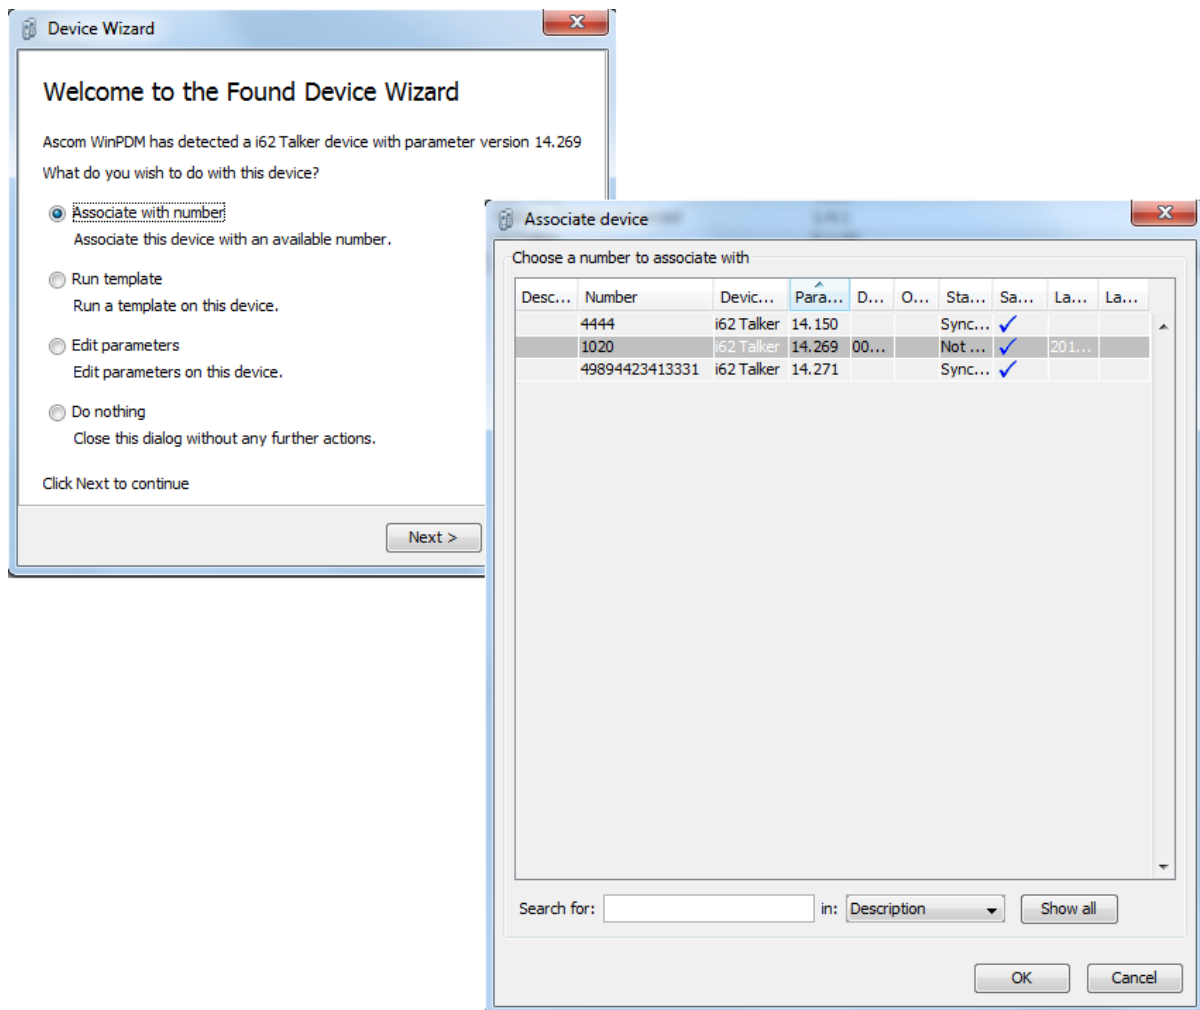 Device Wizard
Welcome to the Found Device Wizard
Ascom WinPDM has detected a i62 Talker device with parameter version 14.269
What do you wish to do with this device?
Associate with number
Associate this device with an available number.
Run template
Run a template on this device.
Edit parameters
Edit parameters on this device.
Do nothing
Close this dialog without any further actions.
Click Next to continue
Next >
Associate device
Choose a number to associate with
Desc... Number Devic... Para... D... O... Sta... Sa... La... La...
4444 i62 Talker 14.150 Sync...
1020 i62 Talker 14.269 00... Not ... 201...
49894423413331 i62 Talker 14.271 Sync...
Search for: in: Description Show all
OK Cancel